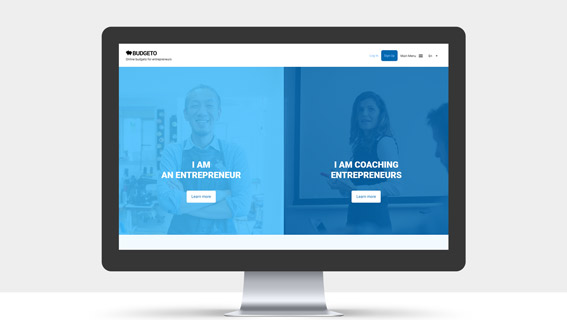 BUDGETO
Online budgets for entrepreneurs
Log in
Sign Up
Main Menu
I AM
AN ENTREPRENEUR
Learn more
I AM COACHING
ENTREPRENEURS
Learn more